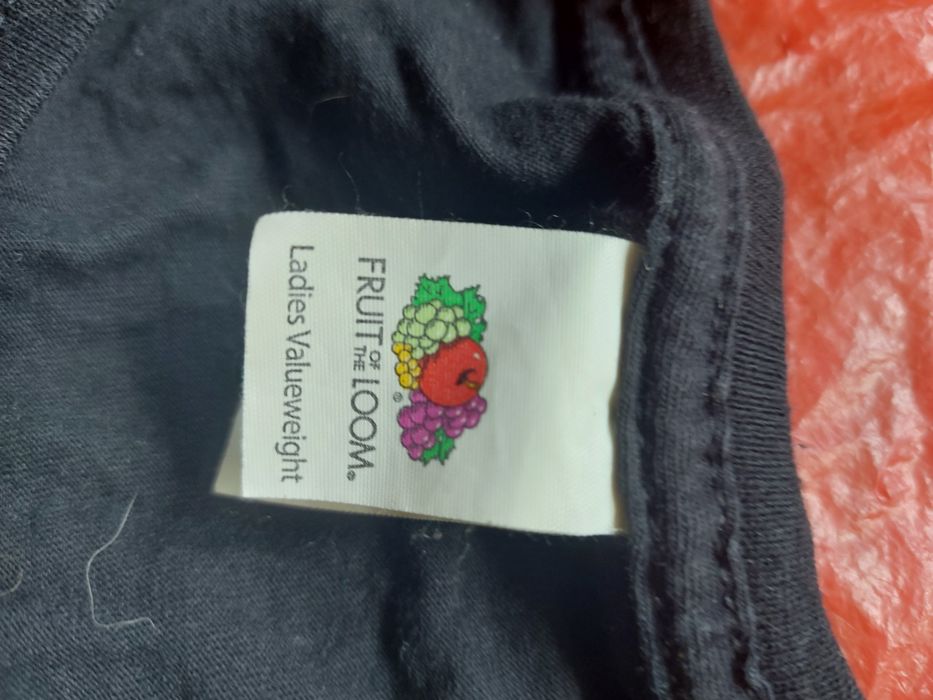 ®
FRUIT OF THE LOOM®
Ladies Valueweight